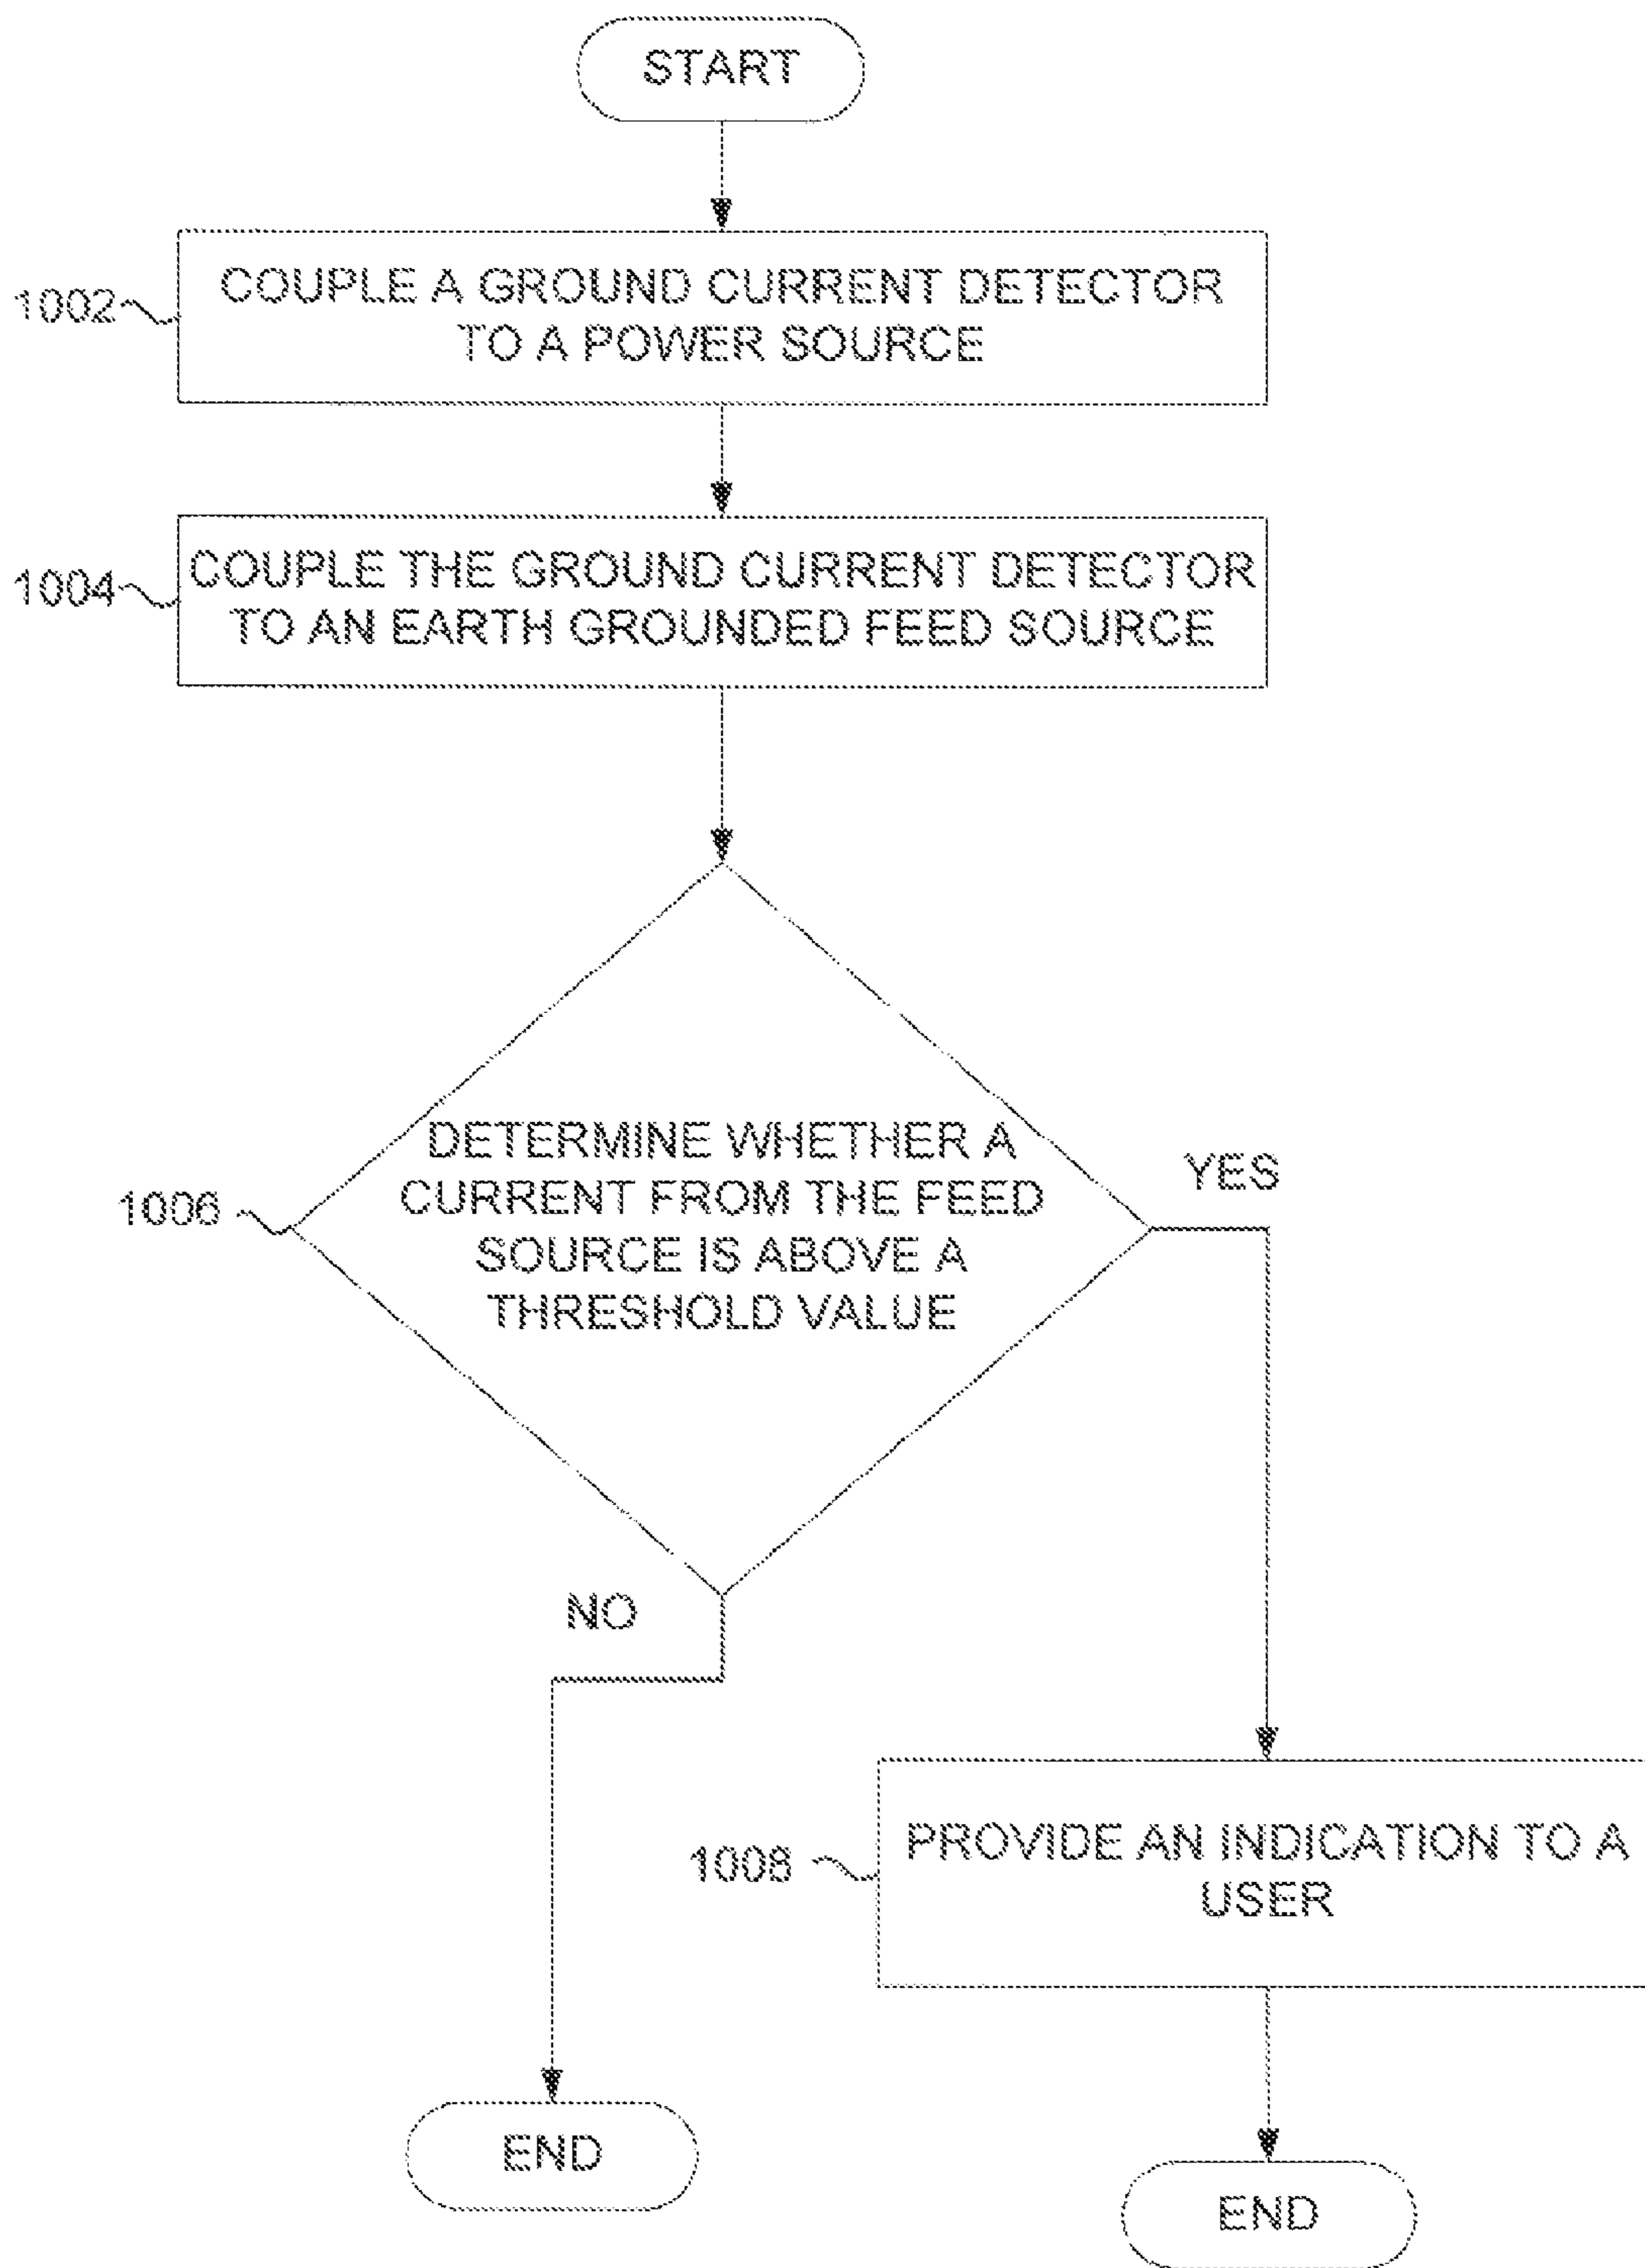 START
1002
COUPLE A GROUND CURRENT DETECTOR
TO A POWER SOURCE
1004
COUPLE THE GROUND CURRENT DETECTOR
TO AN EARTH GROUNDED FEED SOURCE
1006
DETERMINE WHETHER A
CURRENT FROM THE FEED
SOURCE IS ABOVE A
THRESHOLD VALUE
YES
NO
1008
PROVIDE AN INDICATION TO A
USER
END
END